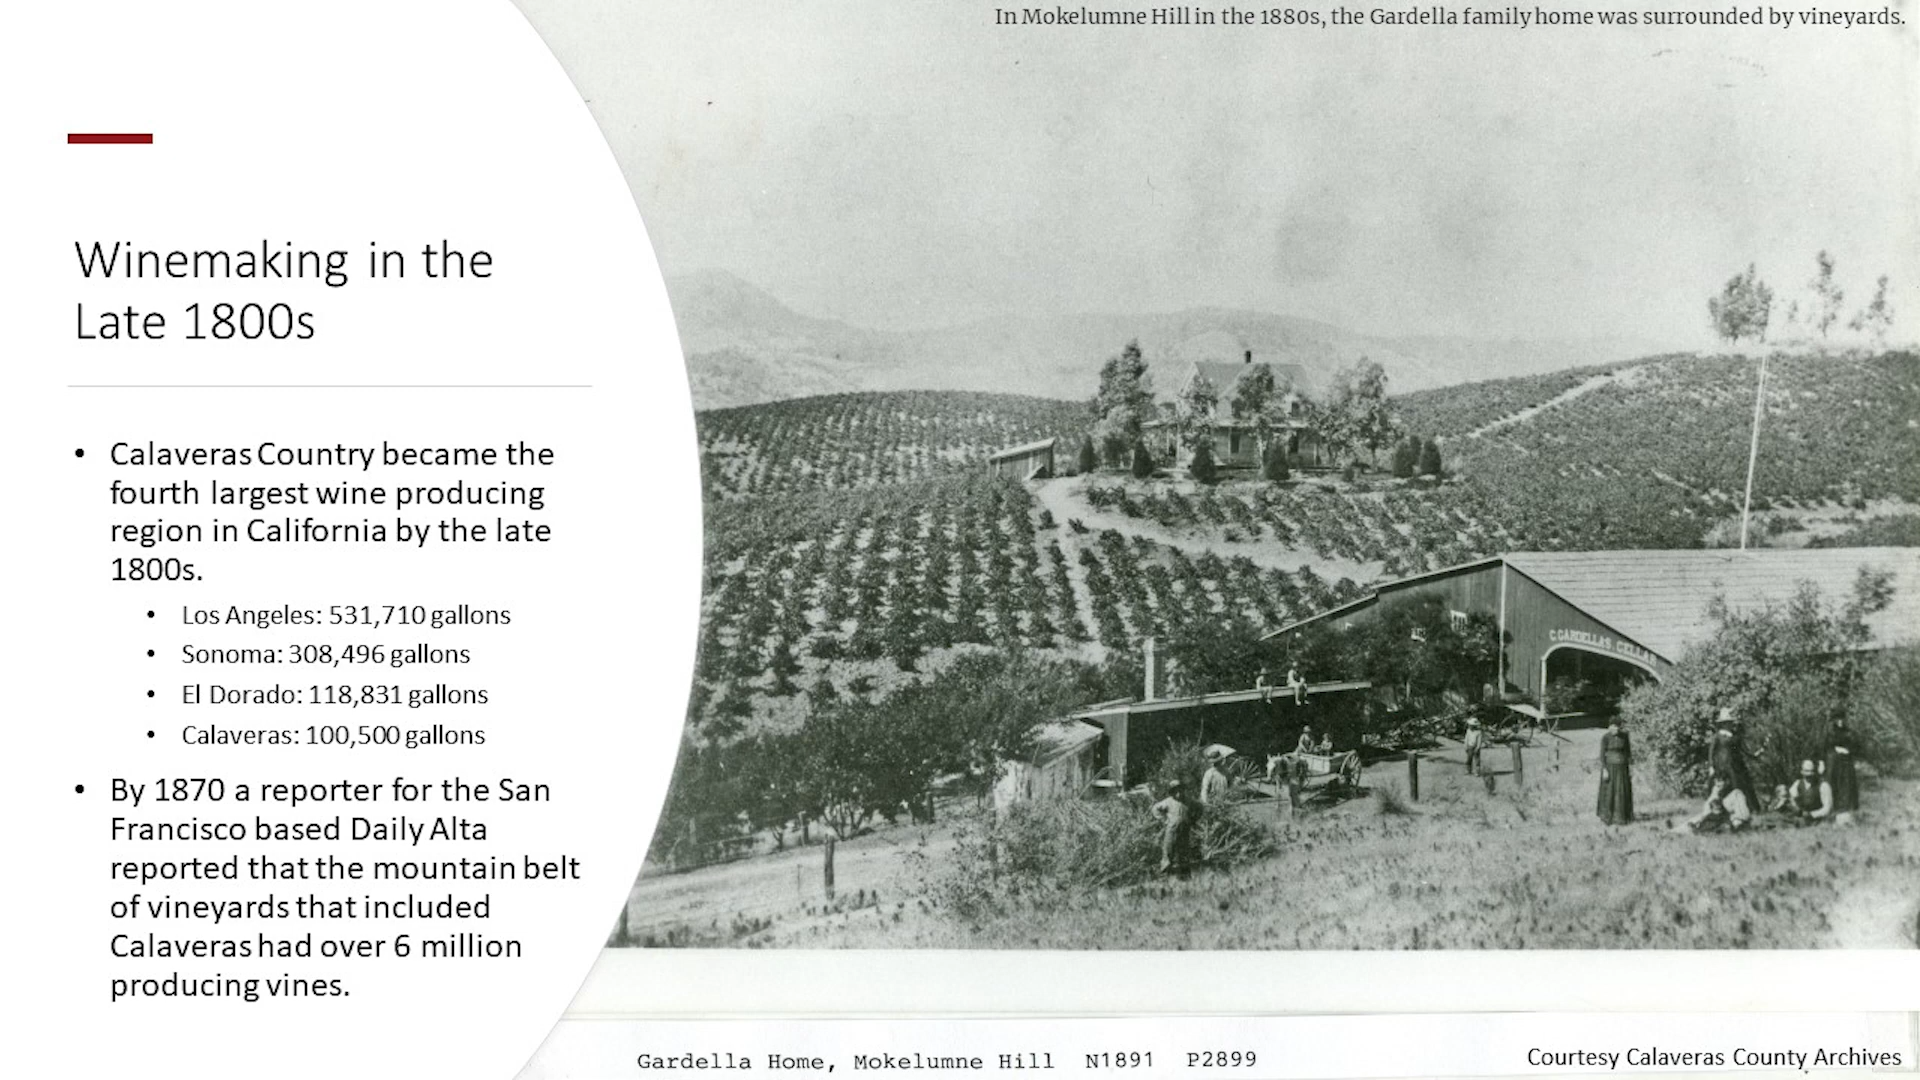 In Mokelumne Hill in the 1880s, the Gardella family home was surrounded by vineyards.
Winemaking in the
Late 1800s
• Calaveras Country became the
fourth largest wine producing
region in California by the late
1800s.
• Los Angeles: 531,710 gallons
• Sonoma: 308,496 gallons
• El Dorado: 118,831 gallons
• Calaveras: 100,500 gallons
• By 1870 a reporter for the San
Francisco based Daily Alta
reported that the mountain belt
of vineyards that included
Calaveras had over 6 million
producing vines.
C. GARDELLA'S CELLAR
Gardella Home, Mokelumne Hill N1891 P2899
Courtesy Calaveras County Archives